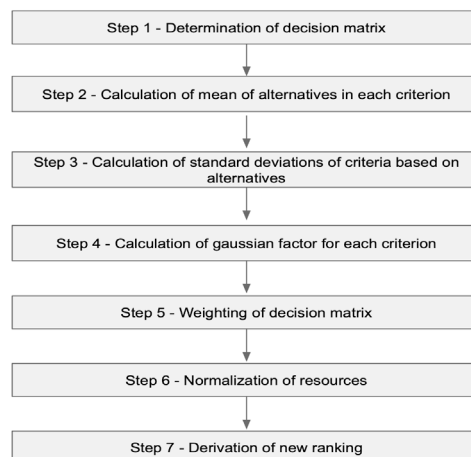 Step 1 - Determination of decision matrix
Step 2 - Calculation of mean of alternatives in each criterion
Step 3 - Calculation of standard deviations of criteria based on
alternatives
Step 4 - Calculation of gaussian factor for each criterion
Step 5 - Weighting of decision matrix
Step 6 - Normalization of resources
Step 7 - Derivation of new ranking